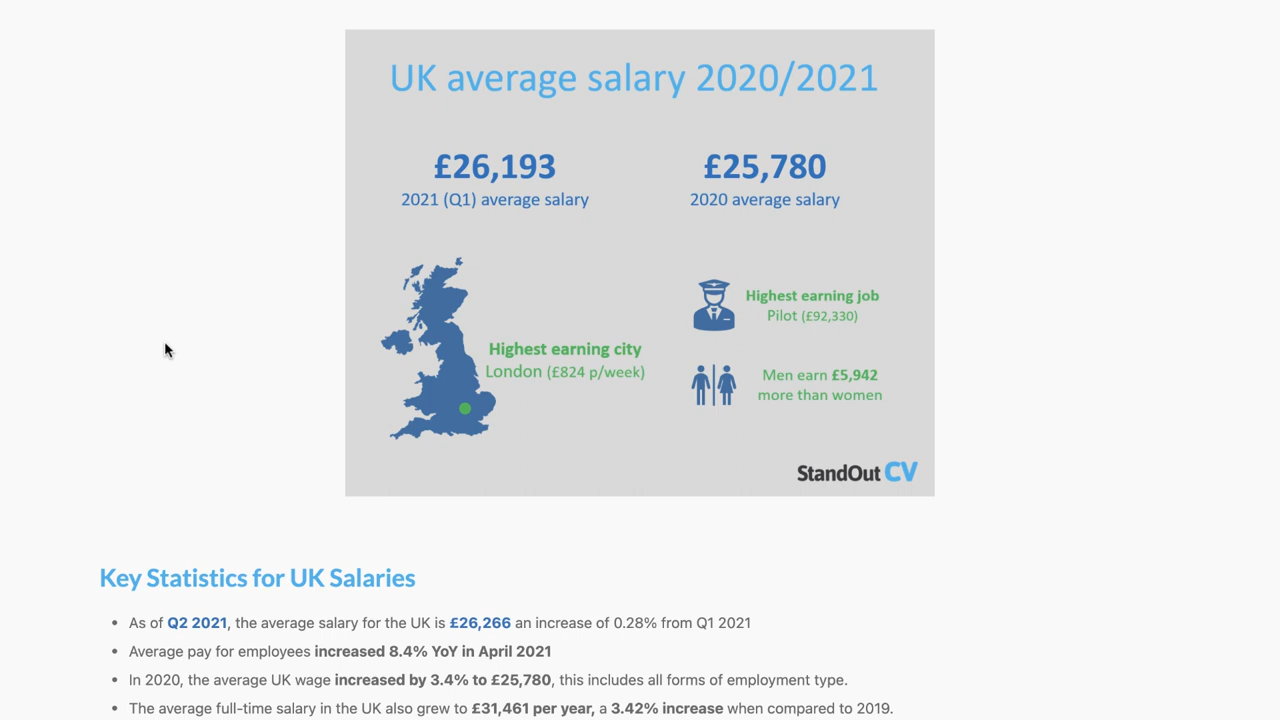 UK average salary 2020/2021
£26,193
2021 (Q1) average salary
£25,780
2020 average salary
Highest earning job
Pilot (£92,330)
Highest earning city
London (£824 p/week)
Men earn £5,942
more than women
StandOut CV
Key Statistics for UK Salaries
• As of Q2 2021, the average salary for the UK is £26,266 an increase of 0.28% from Q1 2021
• Average pay for employees increased 8.4% YoY in April 2021
• In 2020, the average UK wage increased by 3.4% to £25,780, this includes all forms of employment type.
• The average full-time salary in the UK also grew to £31,461 per year, a 3.42% increase when compared to 2019.